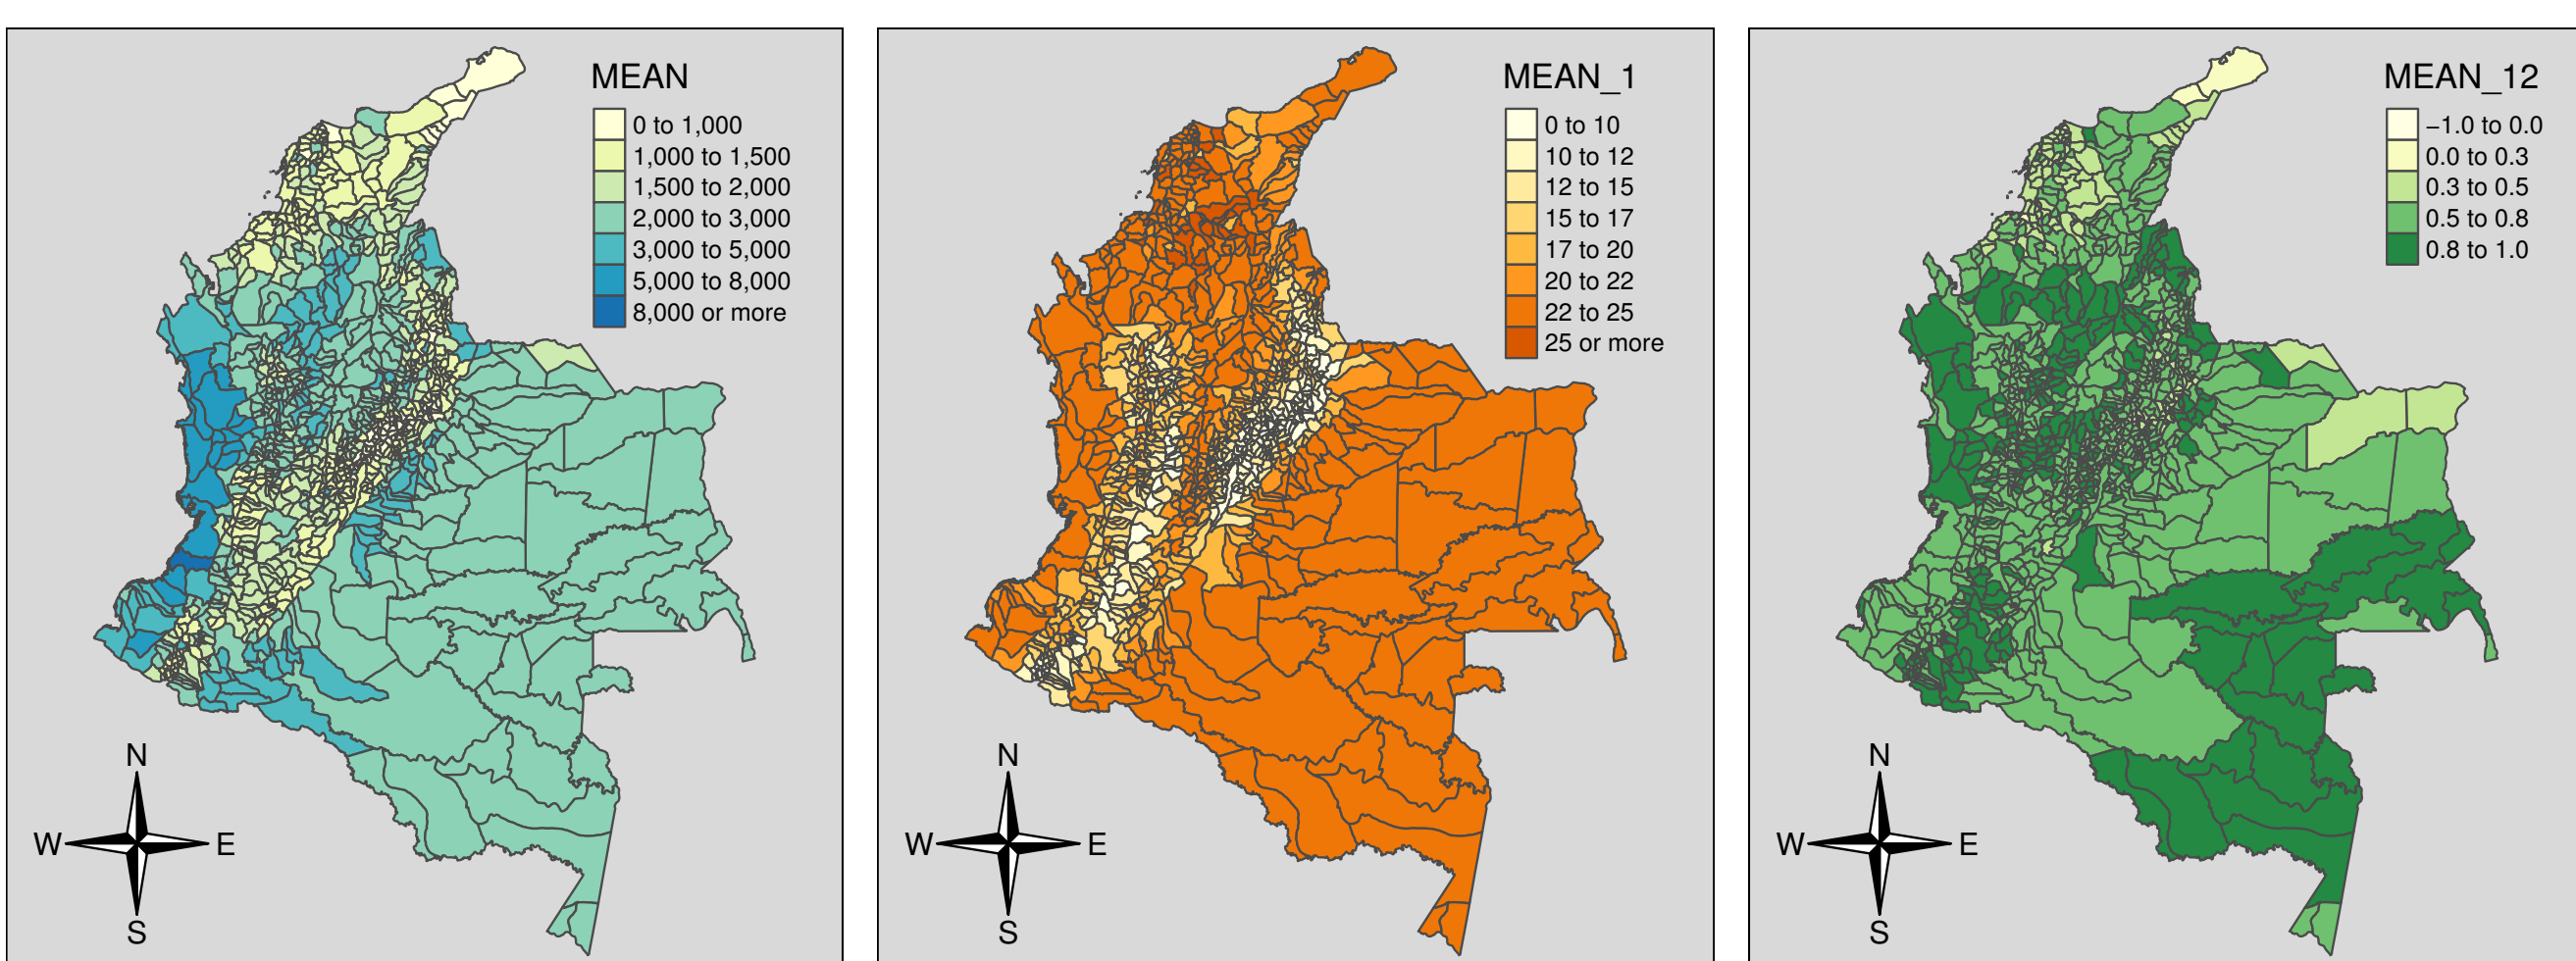 MEAN
0 to 1,000
1,000 to 1,500
1,500 to 2,000
2,000 to 3,000
3,000 to 5,000
5,000 to 8,000
8,000 or more
N
W E
S
MEAN_1
0 to 10
10 to 12
12 to 15
15 to 17
17 to 20
20 to 22
22 to 25
25 or more
N
W E
S
MEAN_12
−1.0 to 0.0
0.0 to 0.3
0.3 to 0.5
0.5 to 0.8
0.8 to 1.0
N
W E
S